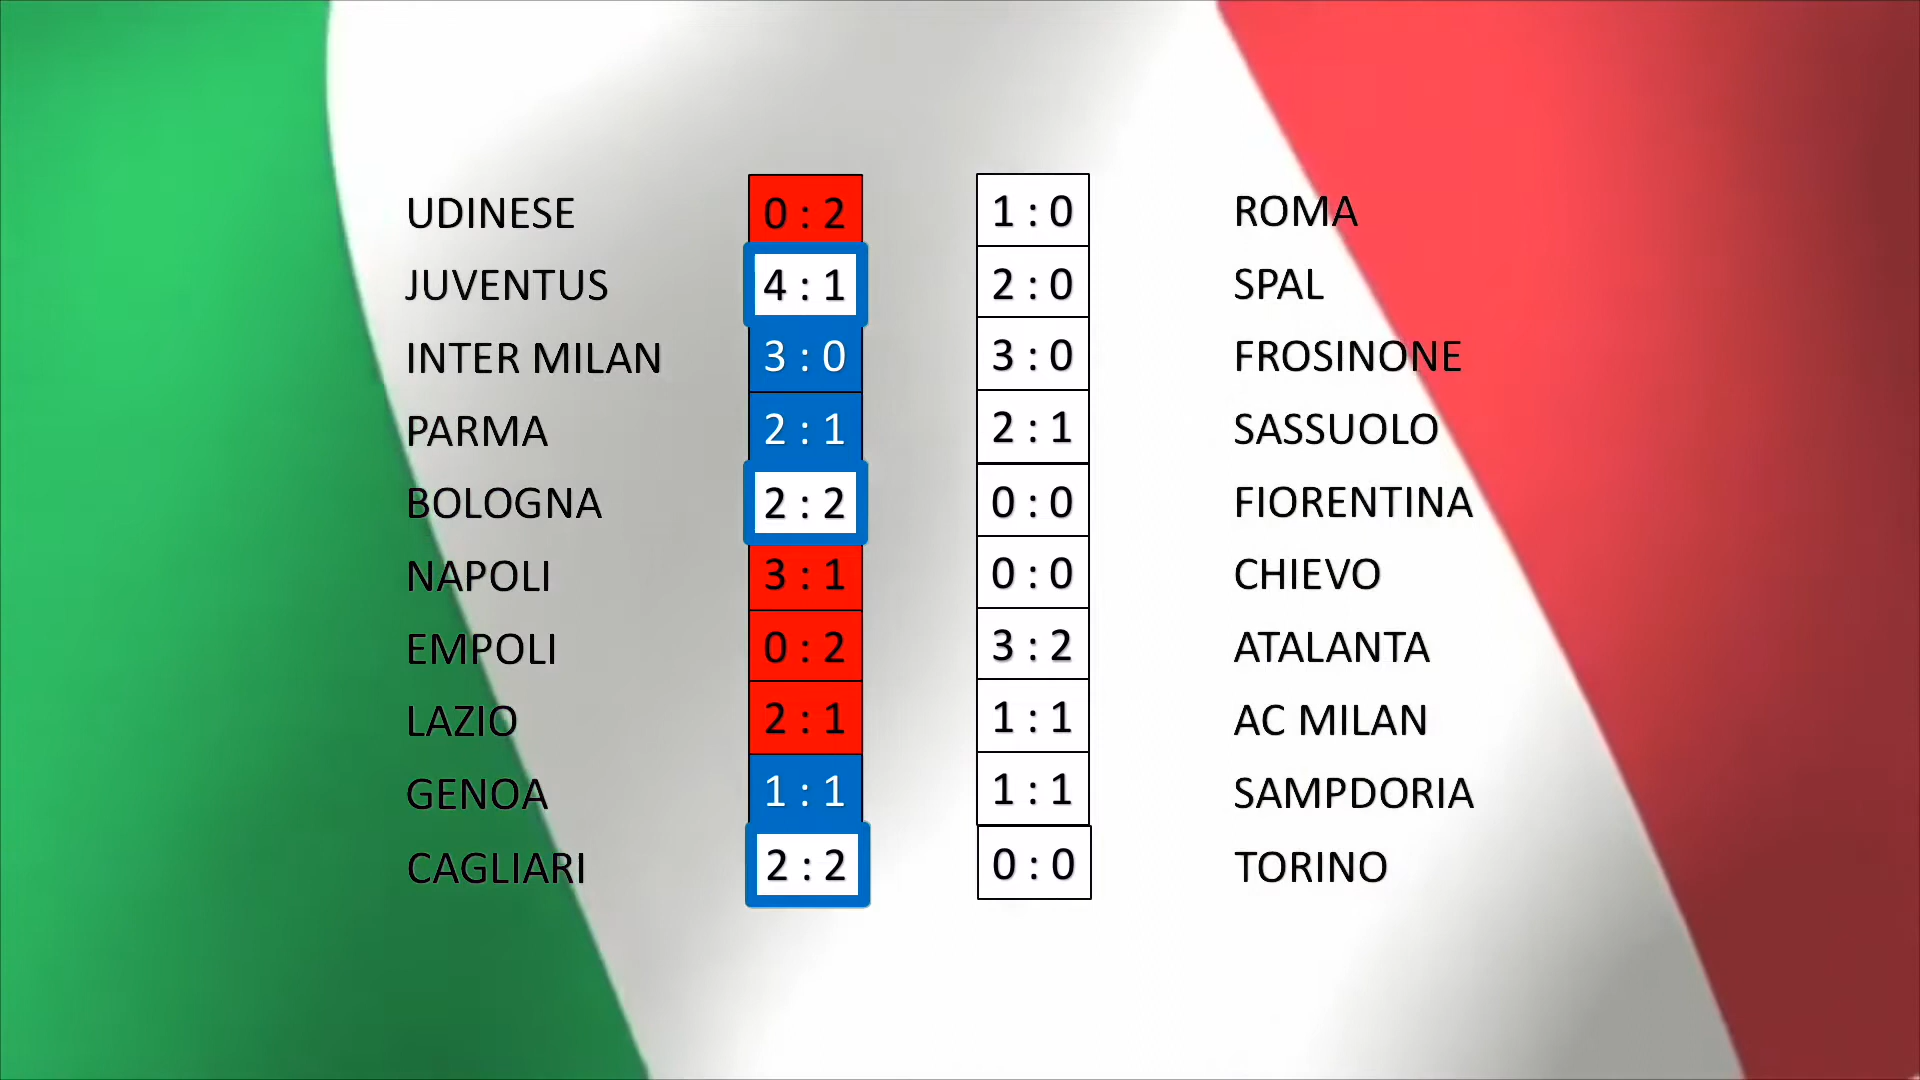 UDINESE 0 : 2 1 : 0 ROMA
JUVENTUS 4 : 1 2 : 0 SPAL
INTER MILAN 3 : 0 3 : 0 FROSINONE
PARMA 2 : 1 2 : 1 SASSUOLO
BOLOGNA 2 : 2 0 : 0 FIORENTINA
NAPOLI 3 : 1 0 : 0 CHIEVO
EMPOLI 0 : 2 3 : 2 ATALANTA
LAZIO 2 : 1 1 : 1 AC MILAN
GENOA 1 : 1 1 : 1 SAMPDORIA
CAGLIARI 2 : 2 0 : 0 TORINO